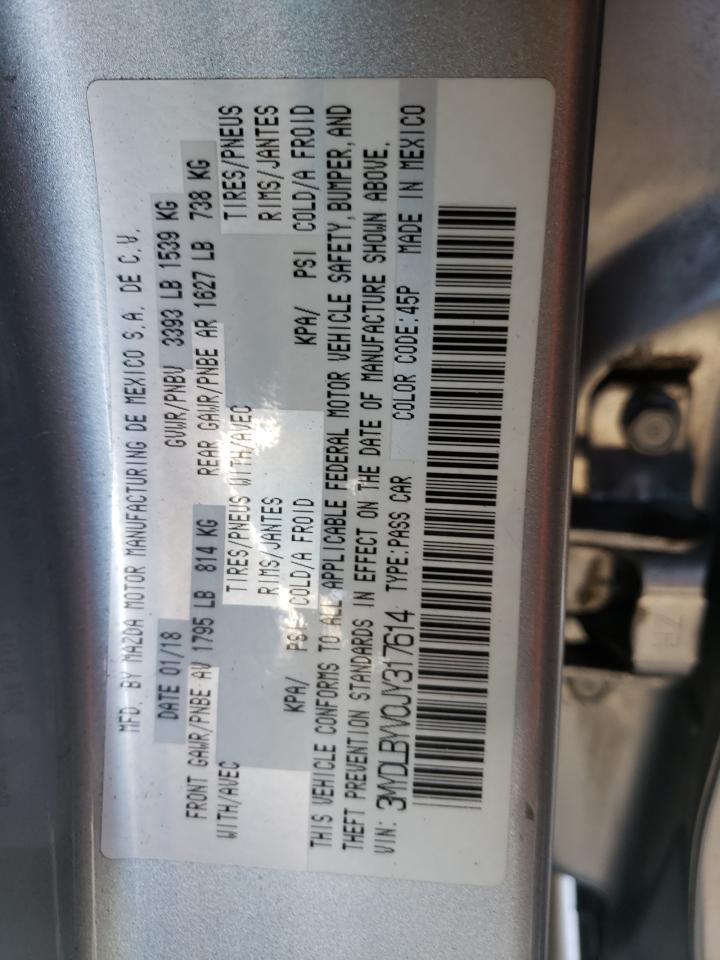 MFD. BY MAZDA MOTOR MANUFACTURING DE MEXICO S.A. DE C.V.
DATE 01/18 GVWR/PNBV 3393 LB 1539 KG
FRONT GAWR/PNBE AV 1795 LB 814 KG REAR GAWR/PNBE AR 1627 LB 738 KG
WITH/AVEC TIRES/PNEUS WITH/AVEC TIRES/PNEUS
RIMS/JANTES RIMS/JANTES
KPA/ PSI COLD/A FROID KPA/ PSI COLD/A FROID
THIS VEHICLE CONFORMS TO ALL APPLICABLE FEDERAL MOTOR VEHICLE SAFETY, BUMPER, AND
THEFT PREVENTION STANDARDS IN EFFECT ON THE DATE OF MANUFACTURE SHOWN ABOVE.
VIN: 3MYDLBYV0JY317614 TYPE:PASS CAR COLOR CODE:45P MADE IN MEXICO